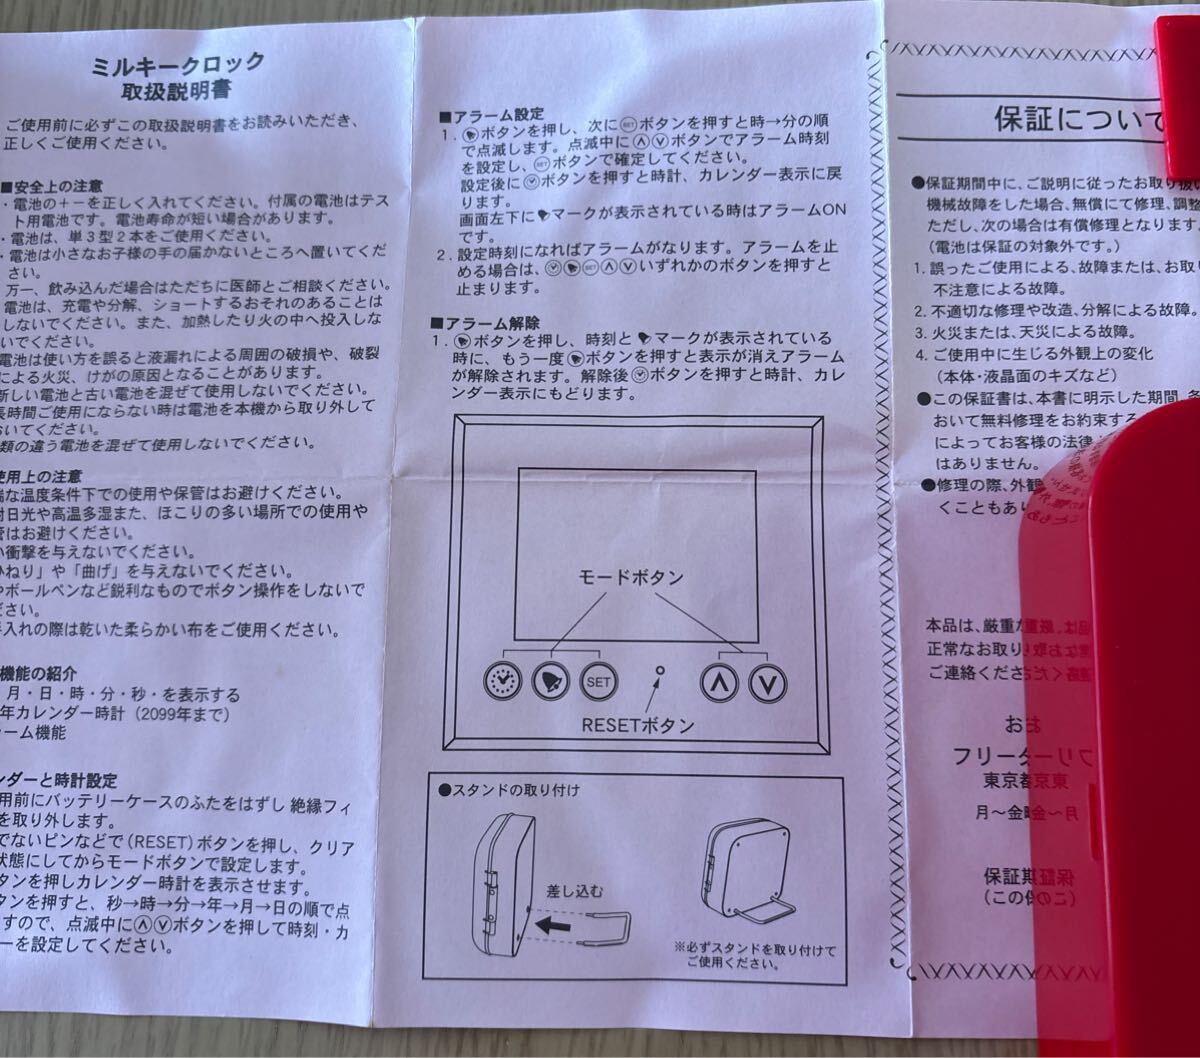 ミルキークロック
取扱説明書
ご使用前に必ずこの取扱説明書をお読みいただき、
正しくご使用ください。
■安全上の注意
・電池の+−を正しく入れてください。付属の電池はテス
ト用電池です。電池寿命が短い場合があります。
・電池は、単3型2本をご使用ください。
・電池は小さなお子様の手の届かないところへ置いてくだ
さい。
万一、飲み込んだ場合はただちに医師とご相談ください。
電池は、充電や分解、ショートするおそれのあることは
しないでください。また、加熱したり火の中へ投入しな
いでください。
電池は使い方を誤ると液漏れによる周囲の破損や、破裂
による火災、けがの原因となることがあります。
新しい電池と古い電池を混ぜて使用しないでください。
長時間ご使用にならない時は電池を本機から取り外して
おいてください。
類の違う電池を混ぜて使用しないでください。
使用上の注意
端な温度条件下での使用や保管はお避けください。
射日光や高温多湿また、ほこりの多い場所での使用や
管はお避けください。
い衝撃を与えないでください。
ひねり」や「曲げ」を与えないでください。
やボールペンなど鋭利なものでボタン操作をしないで
ださい。
手入れの際は乾いた柔らかい布をご使用ください。
機能の紹介
月・日・時・分・秒・を表示する
年カレンダー時計（2099年まで）
ーム機能
ンダーと時計設定
用前にバッテリーケースのふたをはずし 絶縁フィ
を取り外します。
でないピンなどで(RESET)ボタンを押し、クリア
状態にしてからモードボタンで設定します。
タンを押しカレンダー時計を表示させます。
タンを押すと、秒→時→分→年→月→日の順で点
すので、点滅中に∧∨ボタンを押して時刻・カ
ーを設定してください。
■アラーム設定
1. ボタンを押し、次にSETボタンを押すと時→分の順
で点滅します。点滅中に∧∨ボタンでアラーム時刻
を設定し、SETボタンで確定してください。
設定後にボタンを押すと時計、カレンダー表示に戻
ります。
画面左下にマークが表示されている時はアラームON
です。
2. 設定時刻になればアラームがなります。アラームを止
める場合は、SET∧∨いずれかのボタンを押すと
止まります。
■アラーム解除
1. ボタンを押し、時刻とマークが表示されている
時に、もう一度ボタンを押すと表示が消えアラーム
が解除されます。解除後ボタンを押すと時計、カレ
ンダー表示にもどります。
モードボタン
SET
∧
∨
RESETボタン
●スタンドの取り付け
差し込む
※必ずスタンドを取り付けて
ご使用ください。
保証について
●保証期間中に、ご説明に従ったお取り扱い
機械故障をした場合、無償にて修理、調整
ただし、次の場合は有償修理となります。
（電池は保証の対象外です。）
1. 誤ったご使用による、故障または、お取り
不注意による故障。
2. 不適切な修理や改造、分解による故障。
3. 火災または、天災による故障。
4. ご使用中に生じる外観上の変化
（本体・液晶面のキズなど）
●この保証書は、本書に明示した期間、条
おいて無料修理をお約束する
によってお客様の法律
はありません。
●修理の際、外観
くこともあり
本品は、厳重な
正常なお取り
ご連絡くださ
お
フリーダ
東京都
月〜金曜
保証期
（この保